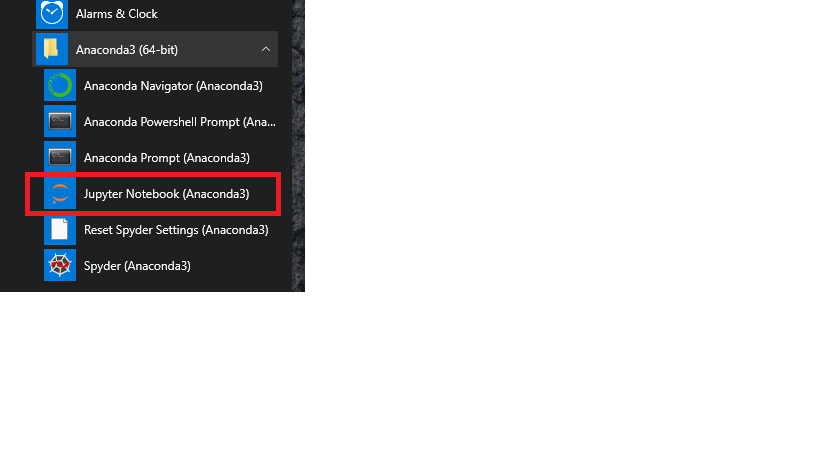 Alarms & Clock
Anaconda3 (64-bit)
Anaconda Navigator (Anaconda3)
Anaconda Powershell Prompt (Ana...
Anaconda Prompt (Anaconda3)
Jupyter Notebook (Anaconda3)
Reset Spyder Settings (Anaconda3)
Spyder (Anaconda3)